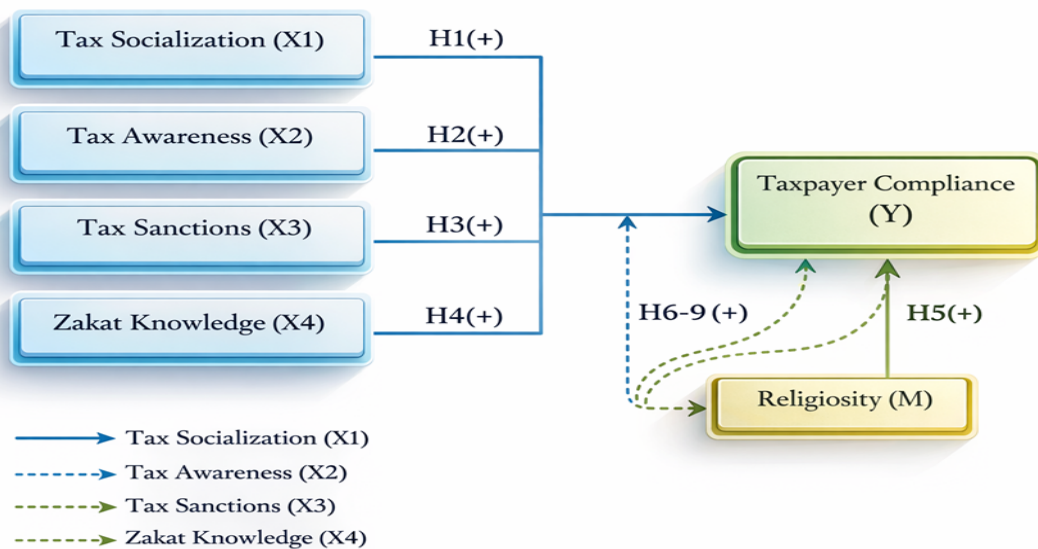 Tax Socialization (X1)
H1(+)
Tax Awareness (X2)
H2(+)
Tax Sanctions (X3)
H3(+)
Zakat Knowledge (X4)
H4(+)
Taxpayer Compliance
(Y)
H6-9 (+)
H5(+)
Religiosity (M)
Tax Socialization (X1)
Tax Awareness (X2)
Tax Sanctions (X3)
Zakat Knowledge (X4)